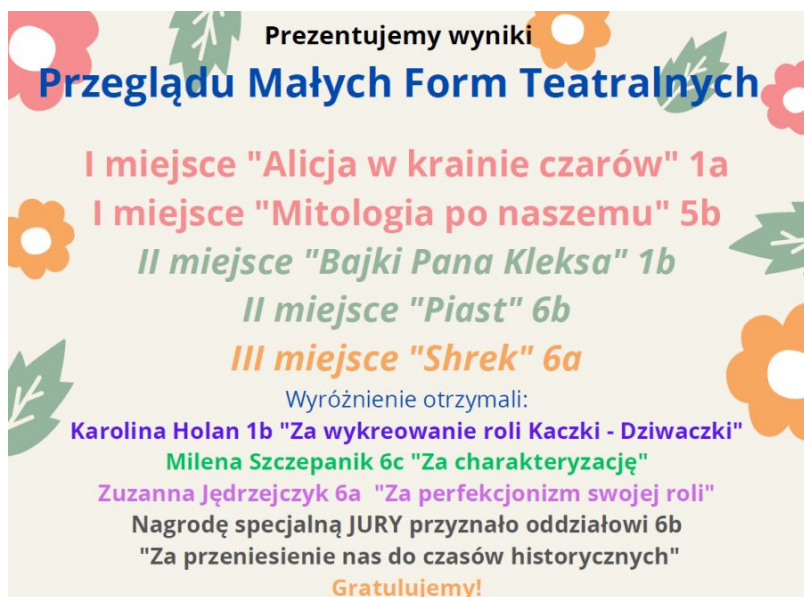 Prezentujemy wyniki
Przeglądu Małych Form Teatralnych
I miejsce "Alicja w krainie czarów" 1a
I miejsce "Mitologia po naszemu" 5b
II miejsce "Bajki Pana Kleksa" 1b
II miejsce "Piast" 6b
III miejsce "Shrek" 6a
Wyróżnienie otrzymali:
Karolina Holan 1b "Za wykreowanie roli Kaczki - Dziwaczki"
Milena Szczepanik 6c "Za charakteryzację"
Zuzanna Jędrzejczyk 6a "Za perfekcjonizm swojej roli"
Nagrodę specjalną JURY przyznało oddziałowi 6b
"Za przeniesienie nas do czasów historycznych"
Gratulujemy!